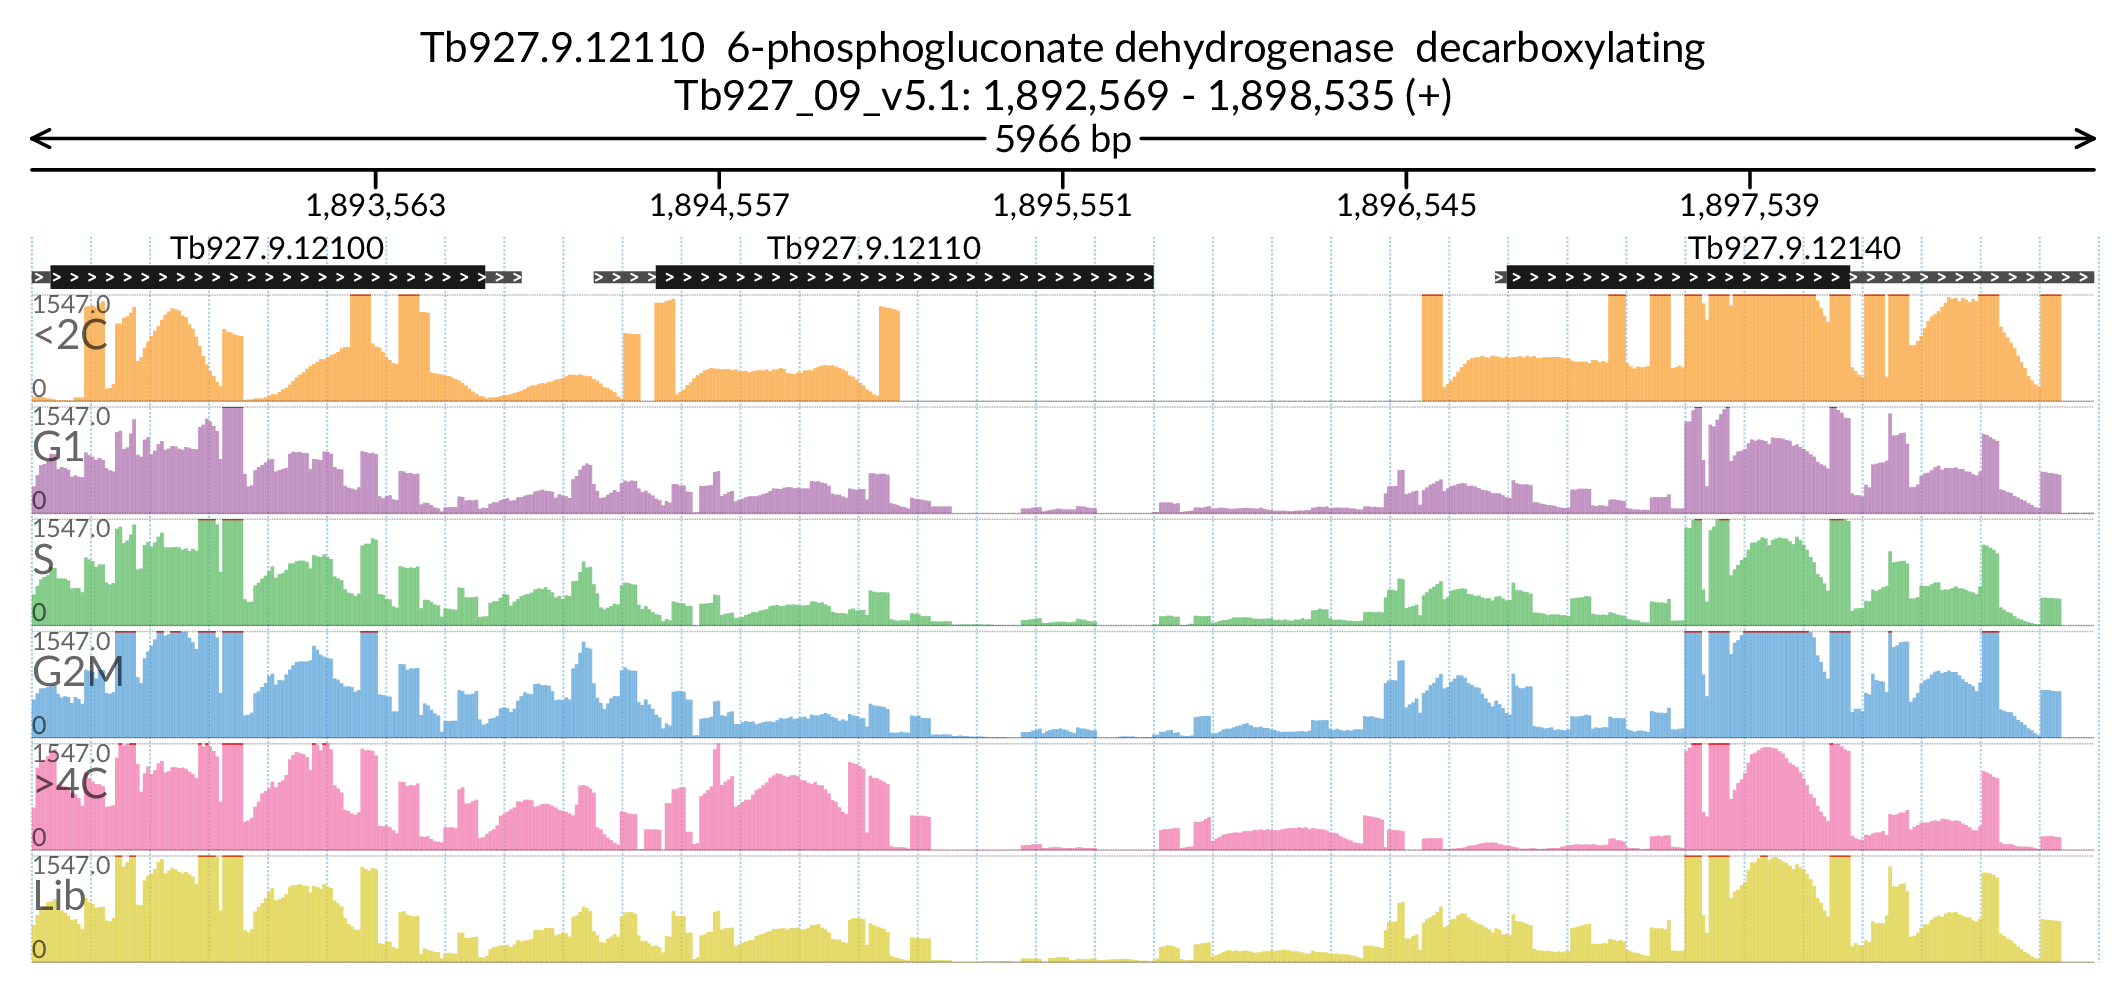 Tb927.9.12110  6-phosphogluconate dehydrogenase  decarboxylating
Tb927_09_v5.1: 1,892,569 - 1,898,535 (+)
5966 bp
1,893,563 1,894,557 1,895,551 1,896,545 1,897,539
Tb927.9.12100 Tb927.9.12110 Tb927.9.12140
1547.0
<2C
0
1547.0
G1
0
1547.0
S
0
1547.0
G2M
0
1547.0
>4C
0
1547.0
Lib
0